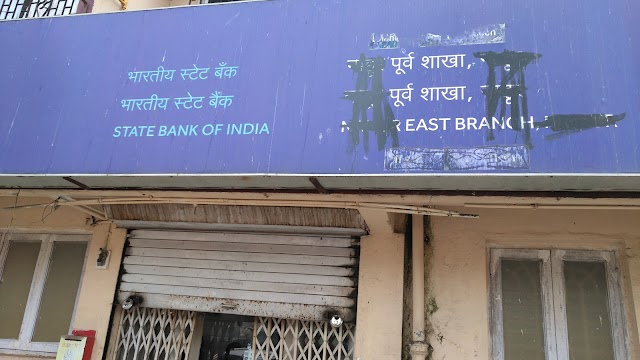 भारतीय स्टेट बँक
भारतीय स्टेट बैंक
STATE BANK OF INDIA
पूर्व शाखा,
पूर्व शाखा,
EAST BRANCH,